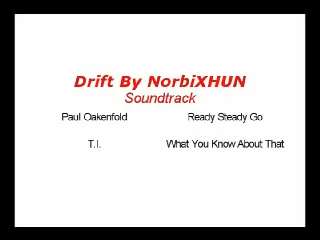 Drift By NorbiXHUN
Soundtrack
Paul Oakenfold Ready Steady Go
T.I. What You Know About That